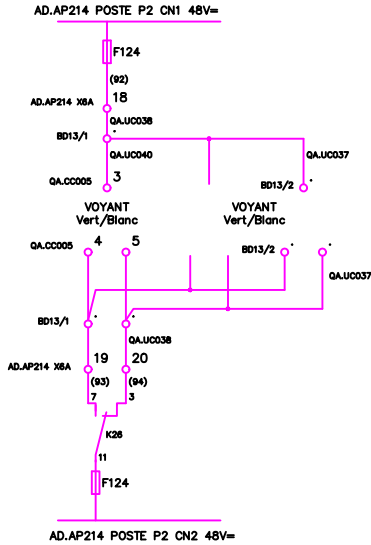 AD.AP214 POSTE P2 CN1 48V=
F124
(92)
AD.AP214 X6A 18
QA.UC038
BD13/1
QA.UC040 QA.UC037
QA.CC005 3 BD13/2
VOYANT VOYANT
Vert/Blanc Vert/Blanc
QA.CC005 4 5 BD13/2
QA.UC037
BD13/1
QA.UC038
AD.AP214 X6A 19 20
(93) (94)
7 3
K26
11
F124
AD.AP214 POSTE P2 CN2 48V=